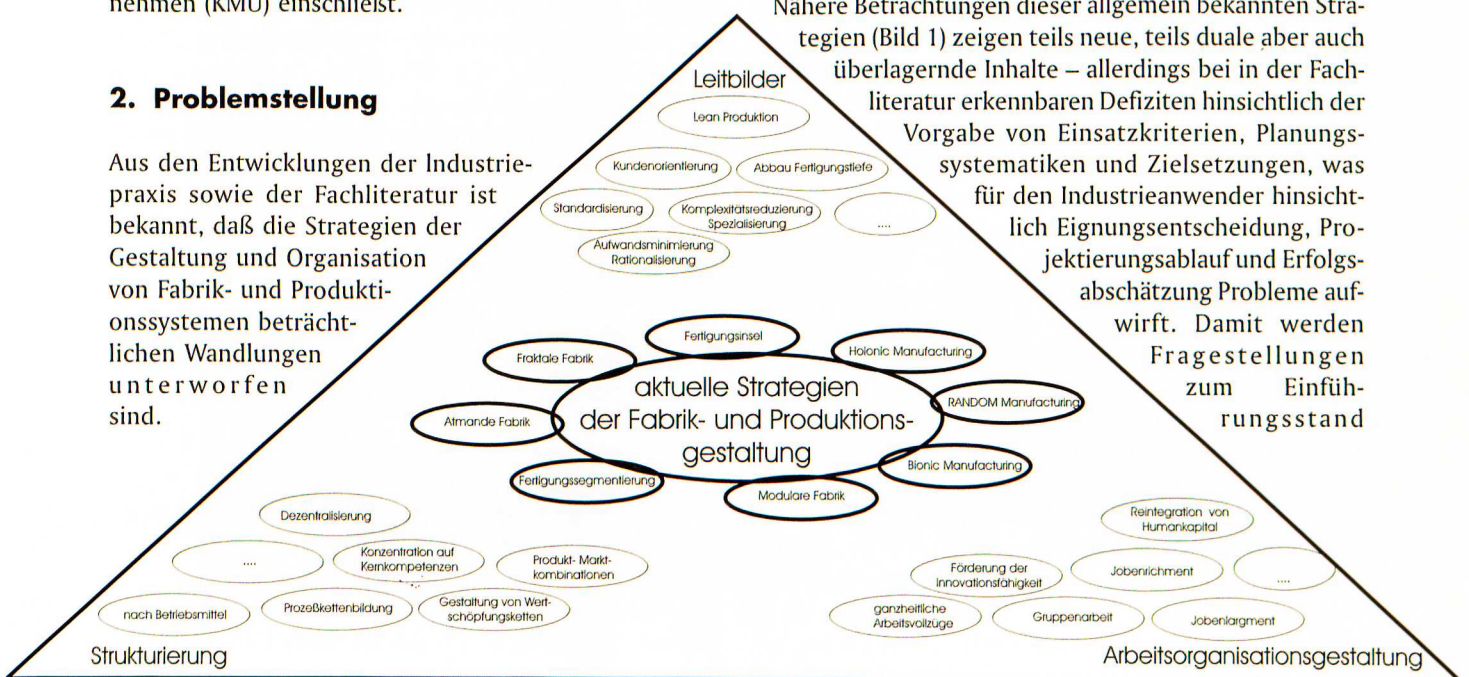 nehmen (KMU) einschließt.
2. Problemstellung
Aus den Entwicklungen der Industrie-
praxis sowie der Fachliteratur ist
bekannt, daß die Strategien der
Gestaltung und Organisation
von Fabrik- und Produkti-
onssystemen beträcht-
lichen Wandlungen
unterworfen
sind.
Nähere Betrachtungen dieser allgemein bekannten Stra-
tegien (Bild 1) zeigen teils neue, teils duale aber auch
überlagernde Inhalte – allerdings bei in der Fach-
literatur erkennbaren Defiziten hinsichtlich der
Vorgabe von Einsatzkriterien, Planungs-
systematiken und Zielsetzungen, was
für den Industrieanwender hinsicht-
lich Eignungsentscheidung, Pro-
jektierungsablauf und Erfolgs-
abschätzung Probleme auf-
wirft. Damit werden
Fragestellungen
zum Einfüh-
rungsstand
Leitbilder
Lean Produktion
Kundenorientierung
Abbau Fertigungstiefe
Standardisierung
Komplexitätsreduzierung
Spezialisierung
....
Aufwandsminimierung
Rationalisierung
Fertigungsinsel
Fraktale Fabrik
Holonic Manufacturing
aktuelle Strategien
der Fabrik- und Produktions-
gestaltung
RANDOM Manufacturing
Atmande Fabrik
Bionic Manufacturing
Fertigungssegmentierung
Modulare Fabrik
Dezentralisierung
....
Konzentration auf
Kernkompetenzen
Produkt- Markt-
kombinationen
nach Betriebsmittel
Prozeßkettenbildung
Gestaltung von Wert-
schöpfungsketten
Strukturierung
Reintegration von
Humankapital
Förderung der
Innovationsfähigkeit
Jobenrichment
....
ganzheitliche
Arbeitsvollzüge
Gruppenarbeit
Jobenlargment
Arbeitsorganisationsgestaltung